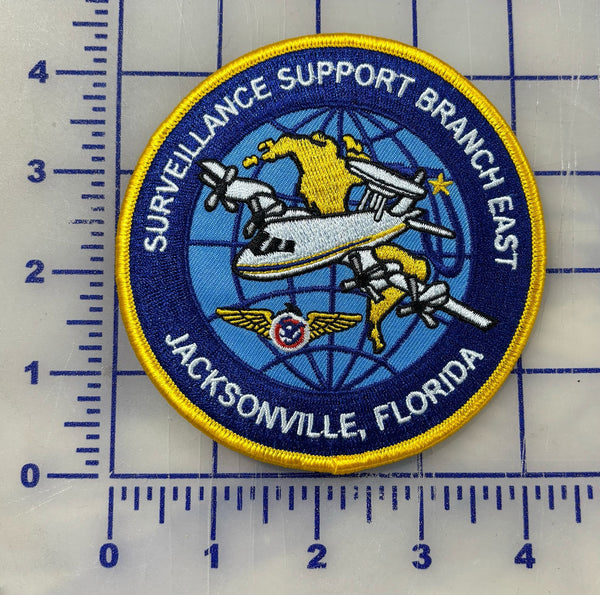 SURVEILLANCE SUPPORT BRANCH EAST
JACKSONVILLE, FLORIDA
4
3
2
1
0
0 1 2 3 4